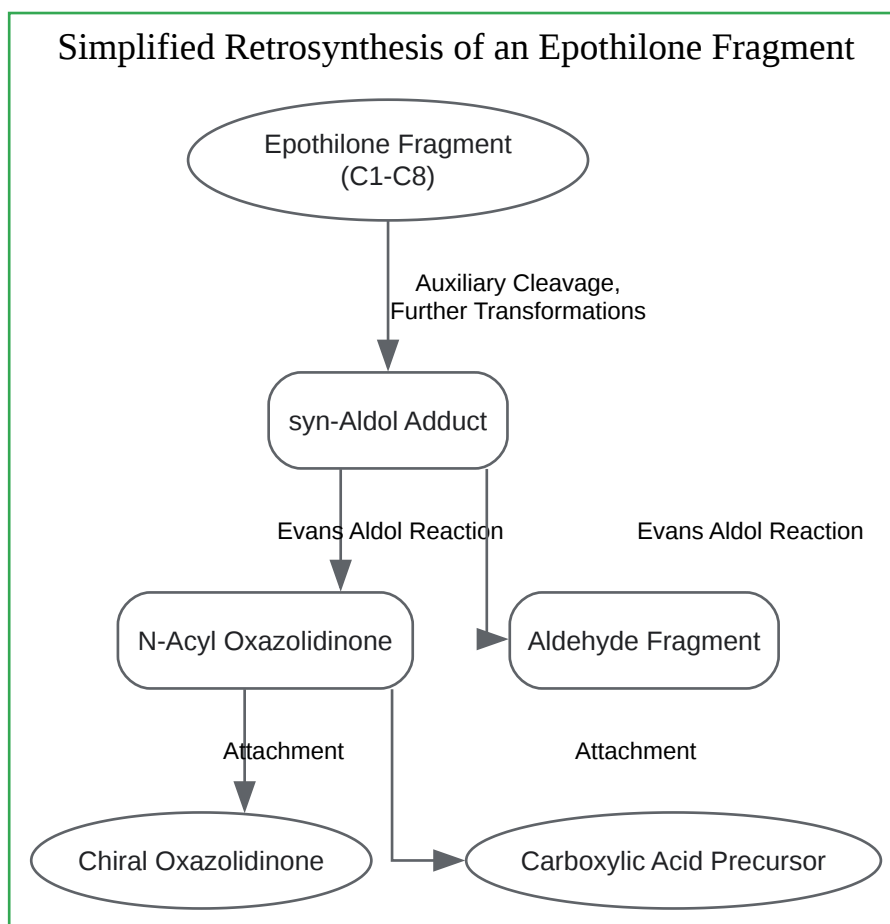 Simplified Retrosynthesis of an Epothilone Fragment
Epothilone Fragment
(C1-C8)
Auxiliary Cleavage,
Further Transformations
syn-Aldol Adduct
Evans Aldol Reaction
Evans Aldol Reaction
N-Acyl Oxazolidinone
Aldehyde Fragment
Attachment
Attachment
Chiral Oxazolidinone
Carboxylic Acid Precursor